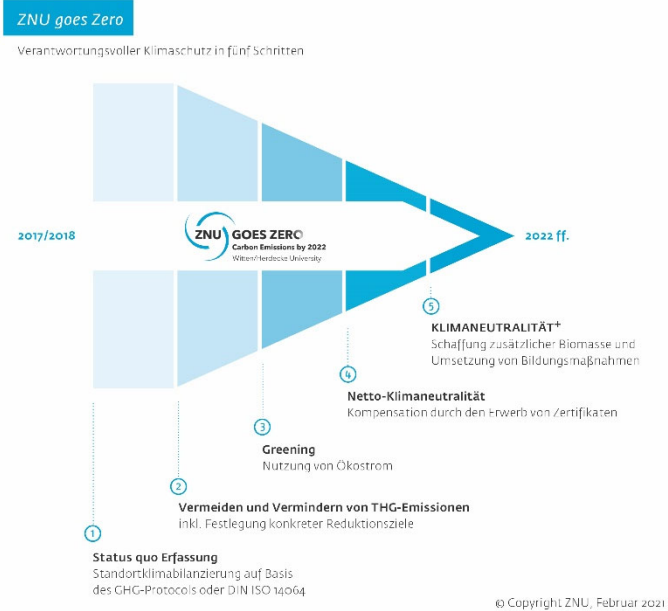 ZNU goes Zero
Verantwortungsvoller Klimaschutz in fünf Schritten
2017/2018
ZNU GOES ZERO
Carbon Emissions by 2022
Witten/Herdecke University
2022 ff.
5
KLIMANEUTRALITÄT+
Schaffung zusätzlicher Biomasse und
Umsetzung von Bildungsmaßnahmen
4
Netto-Klimaneutralität
Kompensation durch den Erwerb von Zertifikaten
3
Greening
Nutzung von Ökostrom
2
Vermeiden und Vermindern von THG-Emissionen
inkl. Festlegung konkreter Reduktionsziele
1
Status quo Erfassung
Standortklimabilanzierung auf Basis
des GHG-Protocols oder DIN ISO 14064
© Copyright ZNU, Februar 2021